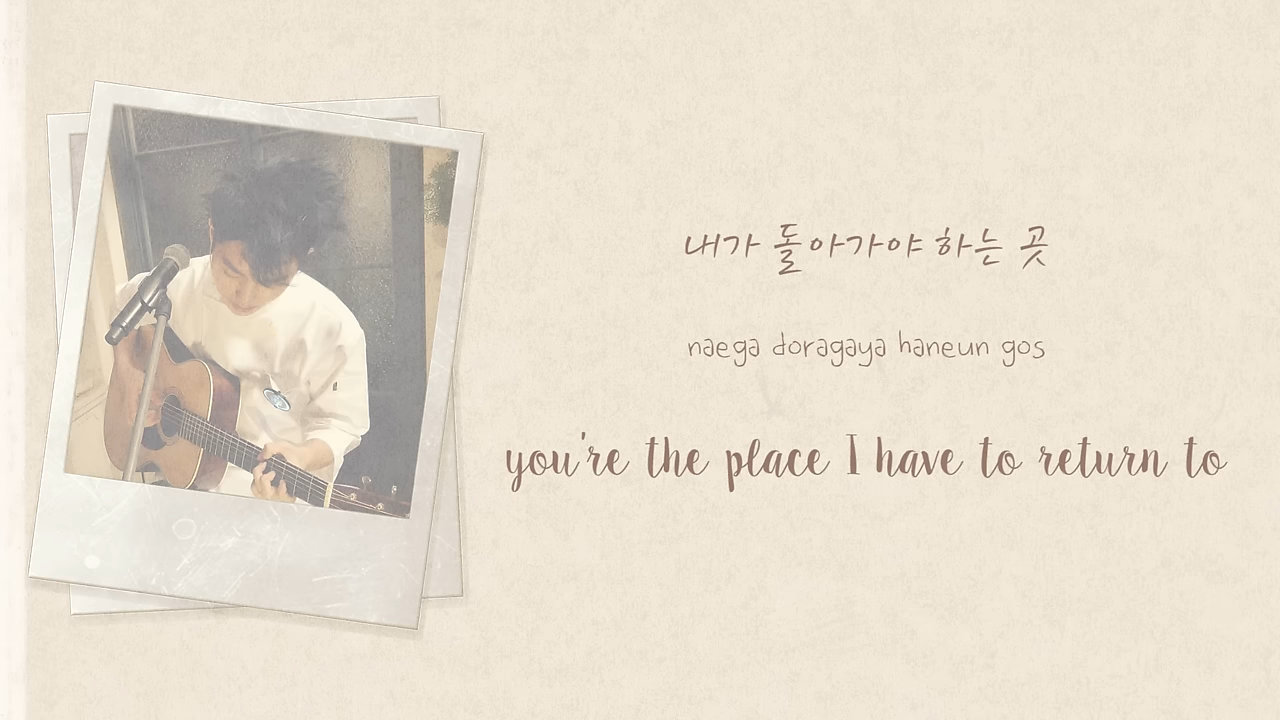 내가 돌아가야 하는 곳
naega doragaya haneun gos
you're the place I have to return to